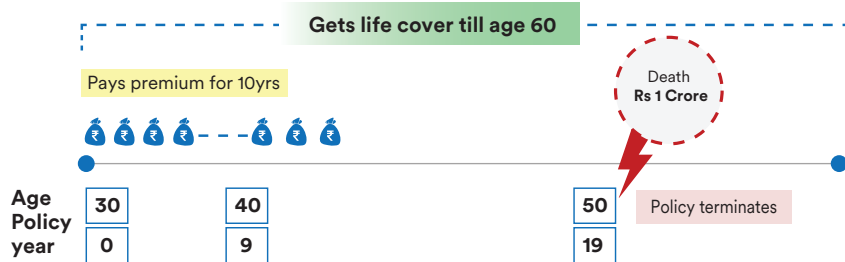 Gets life cover till age 60
Pays premium for 10yrs
Death
Rs 1 Crore
₹ ₹ ₹ ₹ ₹ ₹ ₹
Age 30 40 50
Policy terminates
Policy
year 0 9 19